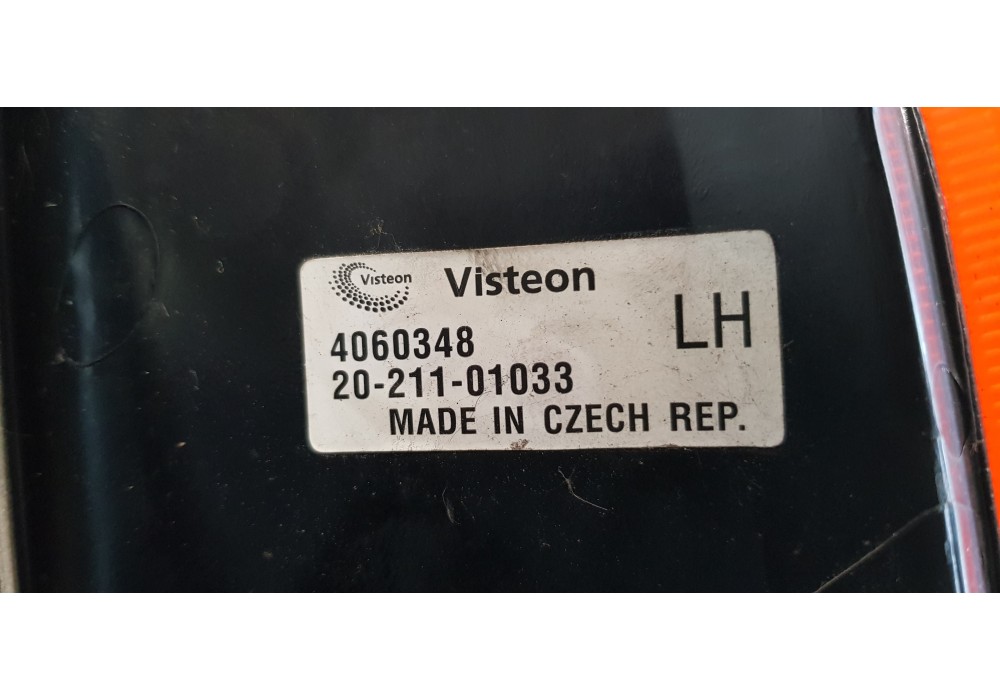 Visteon Visteon
LH
4060348
20-211-01033
MADE IN CZECH REP.